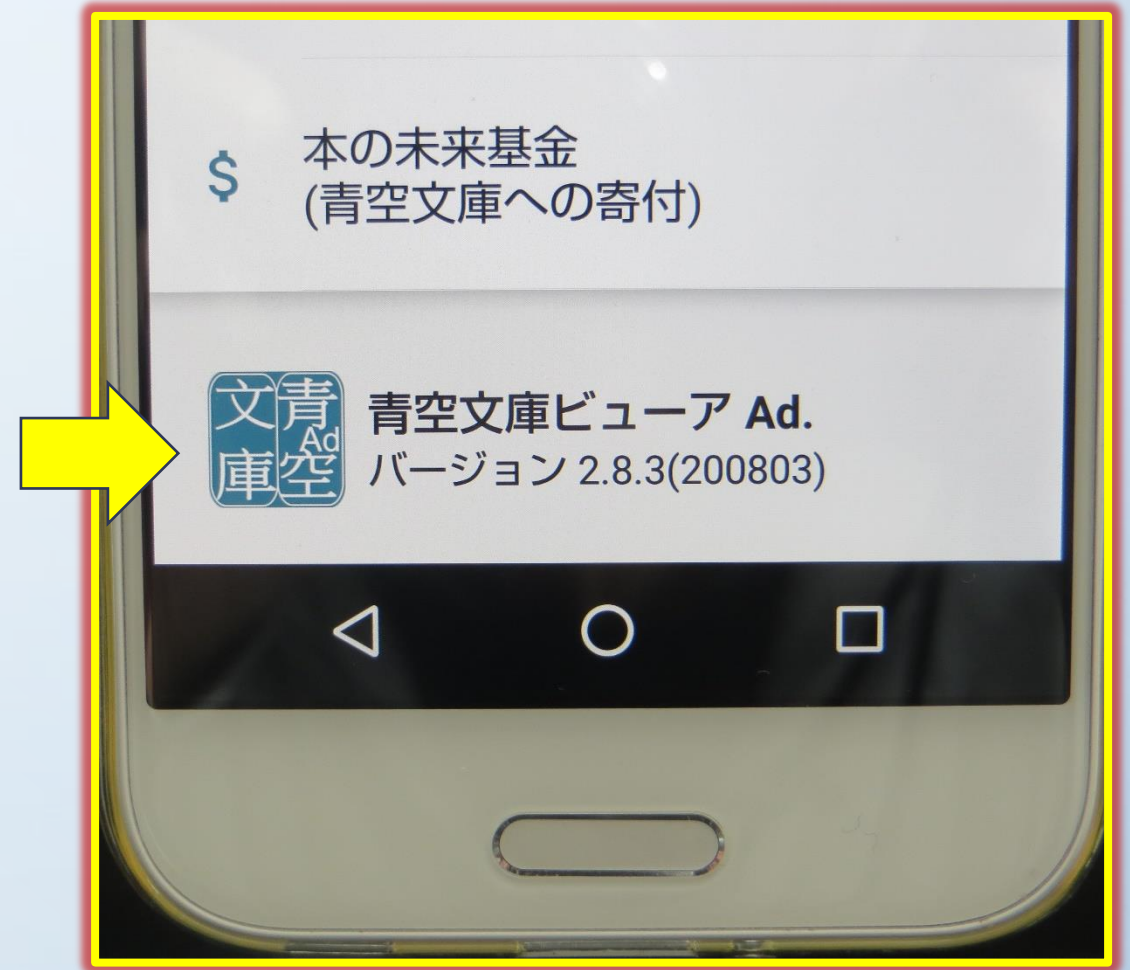 $ 本の未来基金
(青空文庫への寄付)
青空文庫 Ad
青空文庫ビューア Ad.
バージョン 2.8.3(200803)